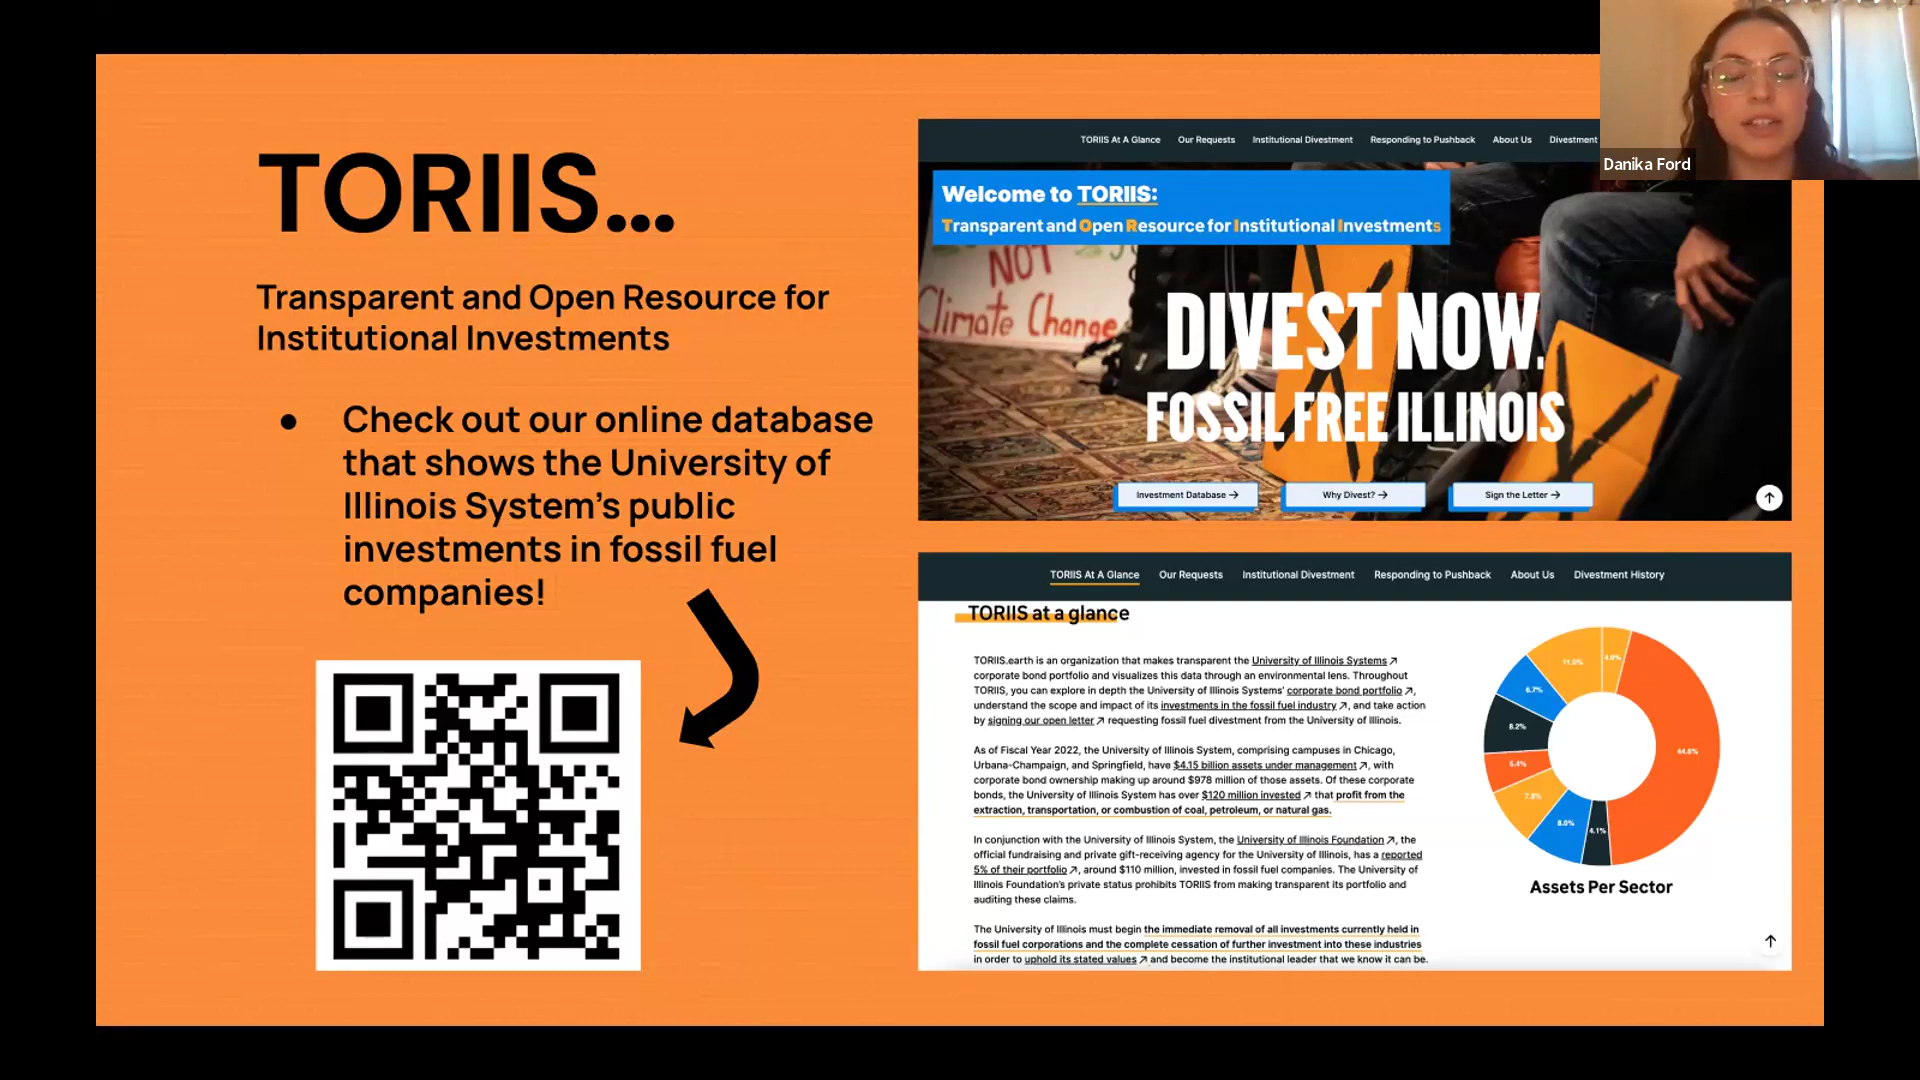 TORIIS...
Transparent and Open Resource for
Institutional Investments
● Check out our online database
that shows the University of
Illinois System's public
investments in fossil fuel
companies!
TORIIS At A Glance Our Requests Institutional Divestment Responding to Pushback About Us Divestment
Danika Ford
Welcome to TORIIS:
Transparent and Open Resource for Institutional Investments
NOT
Climate Change
DIVEST NOW.
FOSSIL FREE ILLINOIS
Investment Database → Why Divest? → Sign the Letter →
TORIIS At A Glance Our Requests Institutional Divestment Responding to Pushback About Us Divestment History
TORIIS at a glance
TORIIS.earth is an organization that makes transparent the University of Illinois Systems ↗
corporate bond portfolio and visualizes this data through an environmental lens. Throughout
TORIIS, you can explore in depth the University of Illinois Systems' corporate bond portfolio ↗,
understand the scope and impact of its investments in the fossil fuel industry ↗, and take action
by signing our open letter ↗ requesting fossil fuel divestment from the University of Illinois.
As of Fiscal Year 2022, the University of Illinois System, comprising campuses in Chicago,
Urbana-Champaign, and Springfield, have $4.15 billion assets under management ↗, with
corporate bond ownership making up around $978 million of those assets. Of these corporate
bonds, the University of Illinois System has over $120 million invested ↗ that profit from the
extraction, transportation, or combustion of coal, petroleum, or natural gas.
In conjunction with the University of Illinois System, the University of Illinois Foundation ↗, the
official fundraising and private gift-receiving agency for the University of Illinois, has a reported
5% of their portfolio ↗, around $110 million, invested in fossil fuel companies. The University of
Illinois Foundation's private status prohibits TORIIS from making transparent its portfolio and
auditing these claims.
The University of Illinois must begin the immediate removal of all investments currently held in
fossil fuel corporations and the complete cessation of further investment into these industries
in order to uphold its stated values ↗ and become the institutional leader that we know it can be.
6.7%
8.2%
44.6%
8.0%
4.1%
Assets Per Sector